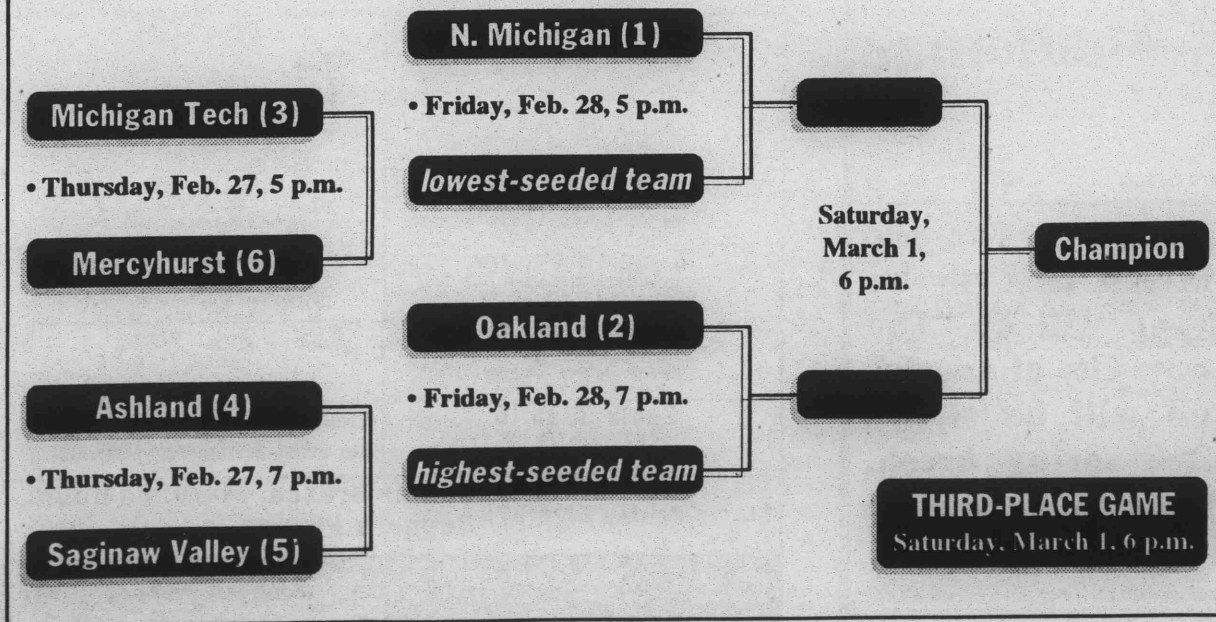 Michigan Tech (3)
• Thursday, Feb. 27, 5 p.m.
Mercyhurst (6)
Ashland (4)
• Thursday, Feb. 27, 7 p.m.
Saginaw Valley (5)
N. Michigan (1)
• Friday, Feb. 28, 5 p.m.
lowest-seeded team
Oakland (2)
• Friday, Feb. 28, 7 p.m.
highest-seeded team
Saturday,
March 1,
6 p.m.
Champion
THIRD-PLACE GAME
Saturday, March 1, 6 p.m.